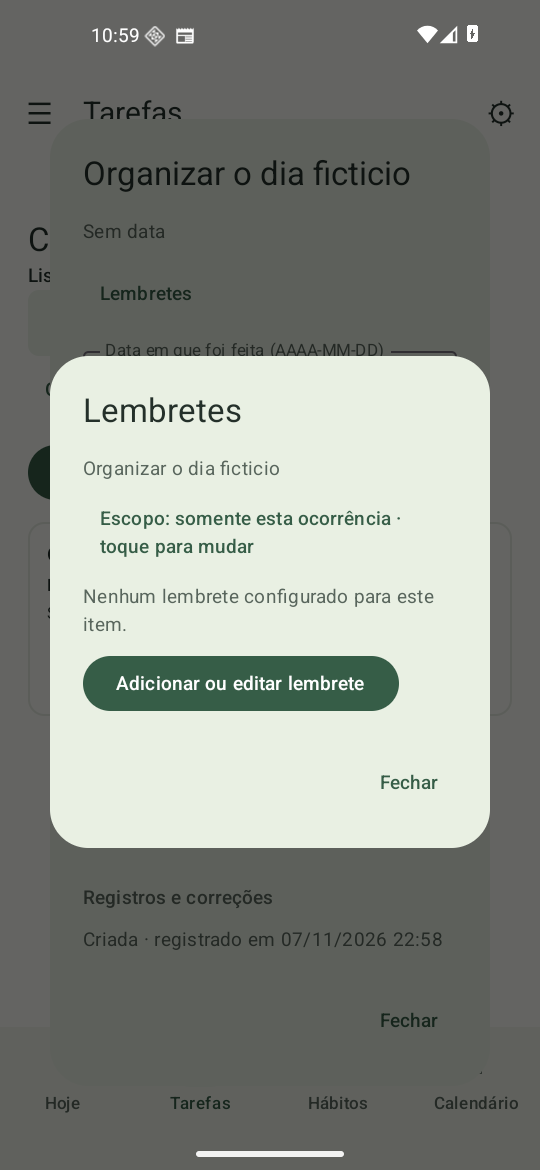 10:59
Tarefas
Organizar o dia ficticio
Sem data
Lis
Lembretes
Data em que foi feita (AAAA-MM-DD)
Lembretes
Organizar o dia ficticio
Escopo: somente esta ocorrência ·
toque para mudar
Nenhum lembrete configurado para este
item.
Adicionar ou editar lembrete
Fechar
Registros e correções
Criada · registrado em 07/11/2026 22:58
Fechar
Hoje
Tarefas
Hábitos
Calendário